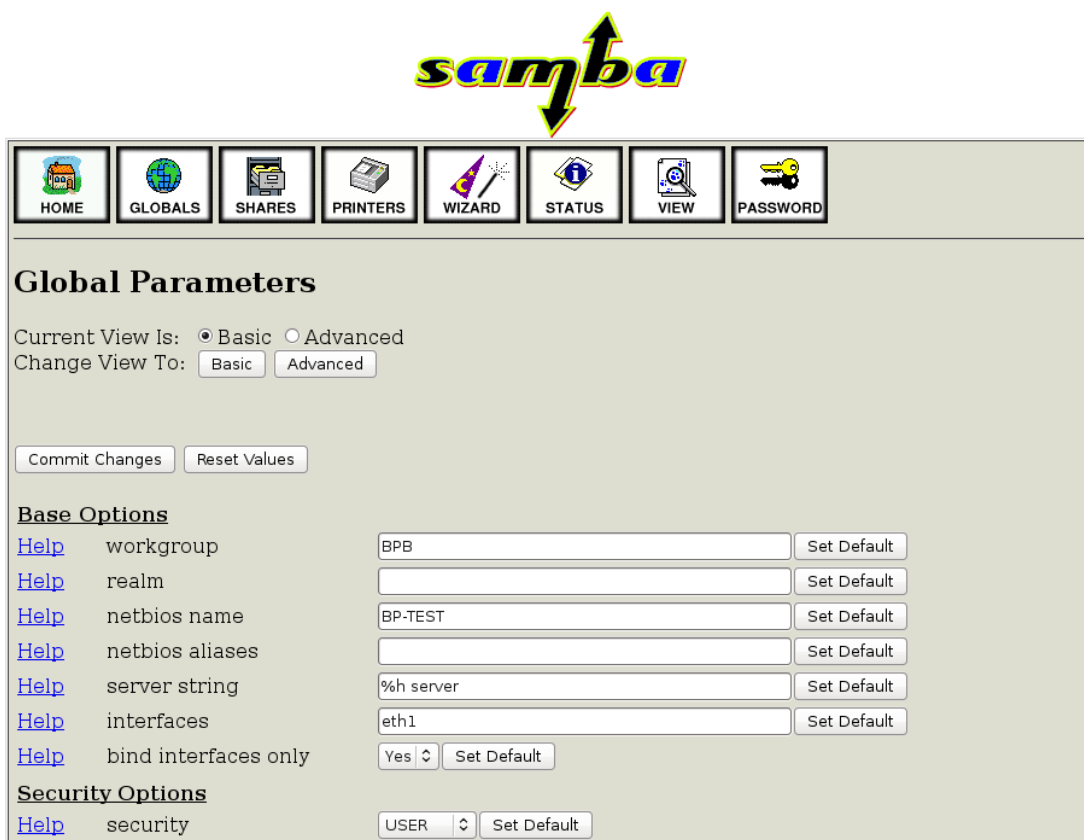 samba
HOME GLOBALS SHARES PRINTERS WIZARD STATUS VIEW PASSWORD
Global Parameters
Current View Is: Basic Advanced
Change View To: Basic Advanced
Commit Changes Reset Values
Base Options
Help workgroup BPB Set Default
Help realm Set Default
Help netbios name BP-TEST Set Default
Help netbios aliases Set Default
Help server string %h server Set Default
Help interfaces eth1 Set Default
Help bind interfaces only Yes Set Default
Security Options
Help security USER Set Default